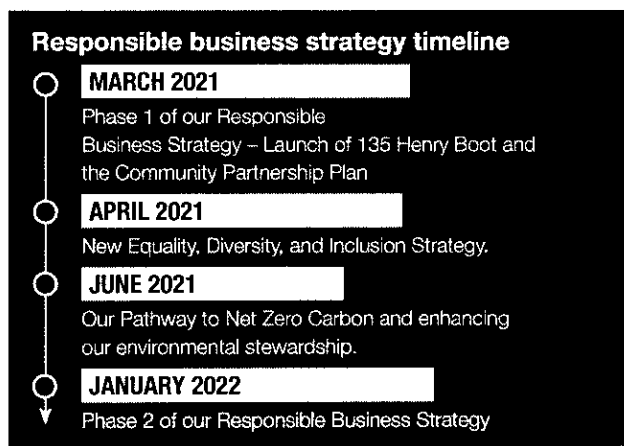 Responsible business strategy timeline
MARCH 2021
Phase 1 of our Responsible
Business Strategy – Launch of 135 Henry Boot and
the Community Partnership Plan
APRIL 2021
New Equality, Diversity, and Inclusion Strategy.
JUNE 2021
Our Pathway to Net Zero Carbon and enhancing
our environmental stewardship.
JANUARY 2022
Phase 2 of our Responsible Business Strategy